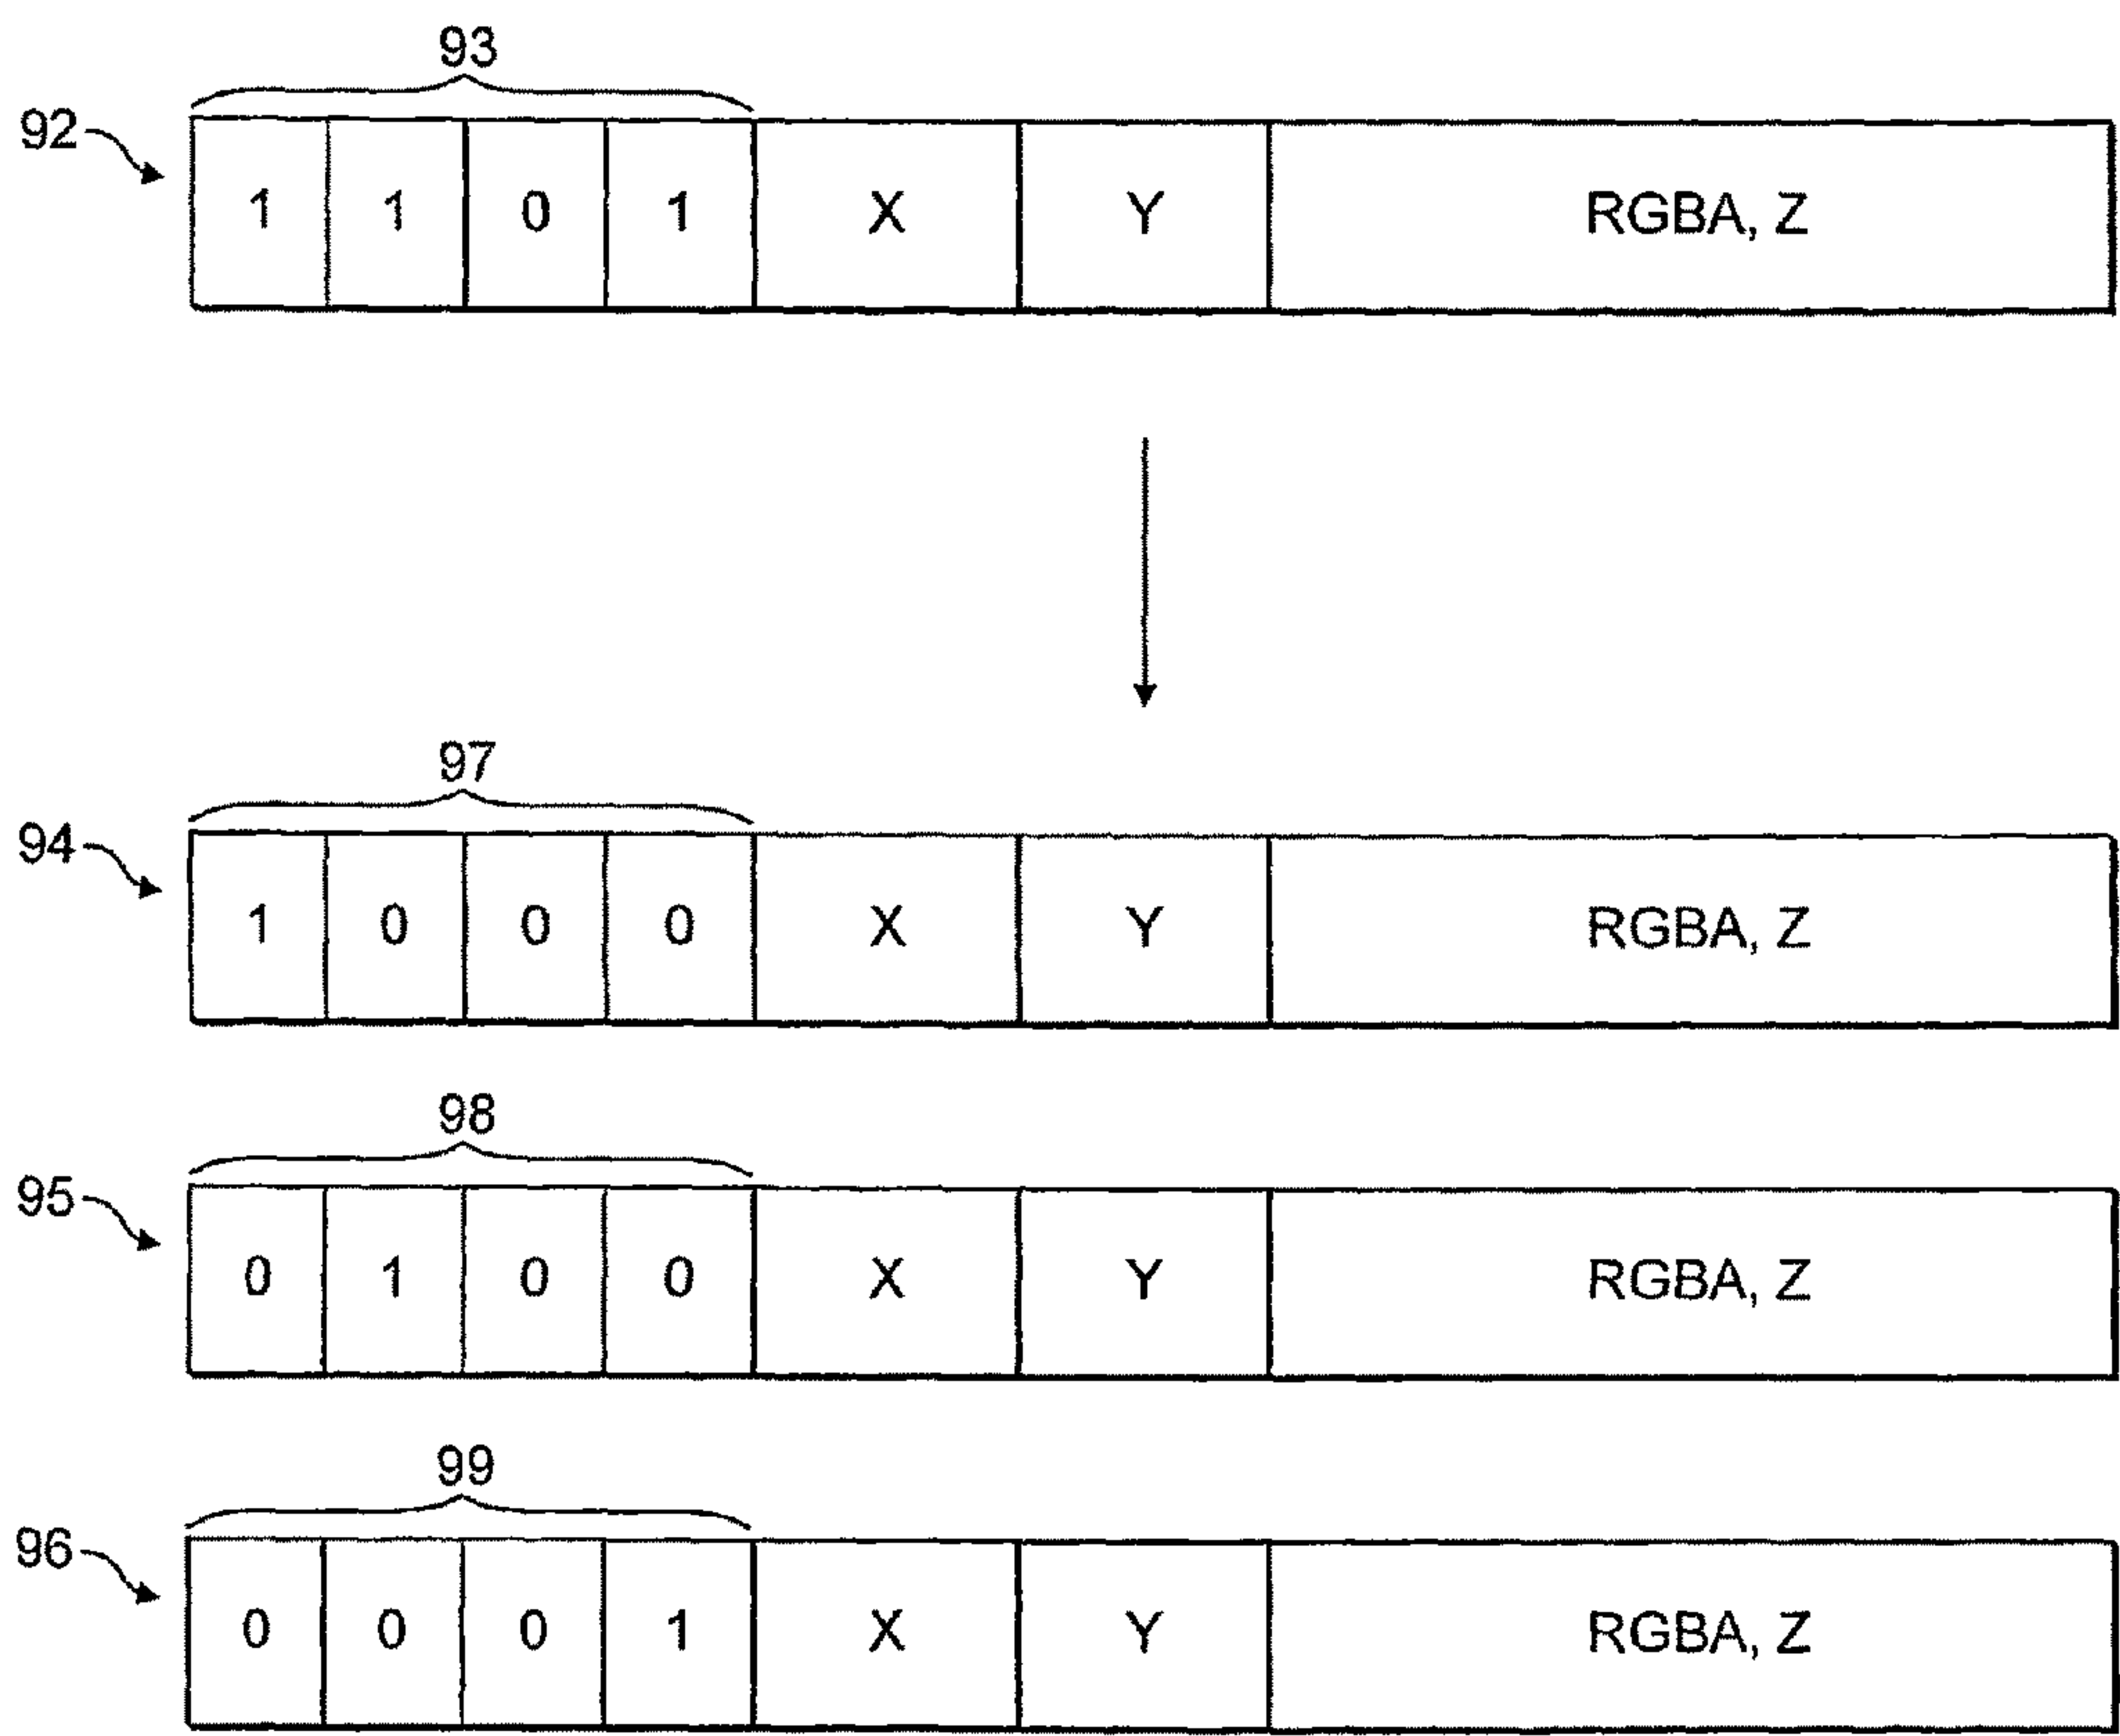 93
92
1 1 0 1 X Y RGBA, Z
97
94
1 0 0 0 X Y RGBA, Z
98
95
0 1 0 0 X Y RGBA, Z
99
96
0 0 0 1 X Y RGBA, Z